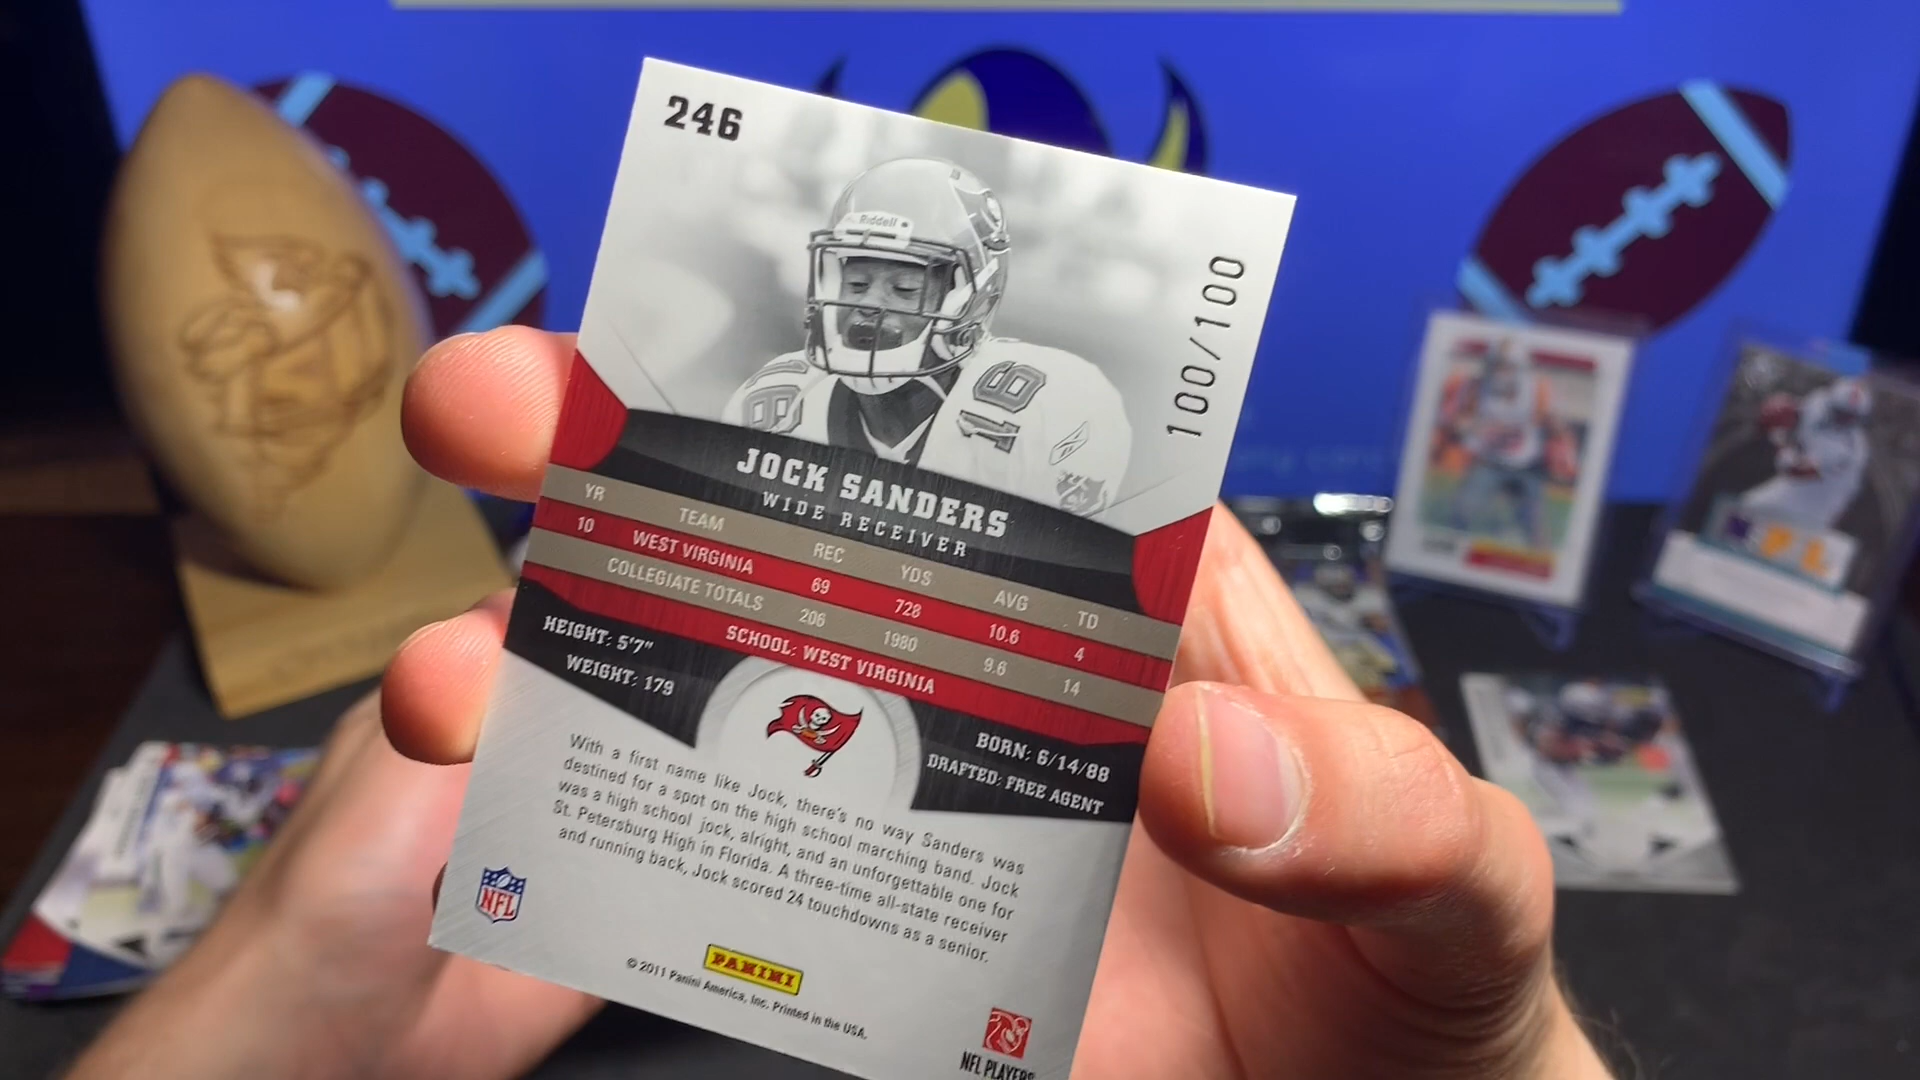 246
100/100
Riddell
16
JOCK SANDERS
WIDE RECEIVER
YR TEAM REC YDS AVG TD
10 WEST VIRGINIA 69 728 10.6 4
COLLEGIATE TOTALS 206 1980 9.6 14
SCHOOL: WEST VIRGINIA
HEIGHT: 5'7"
WEIGHT: 179
BORN: 6/14/88
DRAFTED: FREE AGENT
With a first name like Jock, there's no way Sanders was
destined for a spot on the high school marching band. Jock
was a high school jock, alright, and an unforgettable one for
St. Petersburg High in Florida. A three-time all-state receiver
and running back, Jock scored 24 touchdowns as a senior.
NFL
PANINI
© 2011 Panini America, Inc. Printed in the USA.
NFL PLAYERS